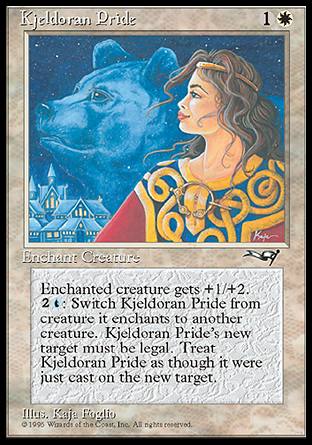 Kjeldoran Pride 1
Kaja
Enchant Creature
Enchanted creature gets +1/+2.
2: Switch Kjeldoran Pride from
creature it enchants to another
creature. Kjeldoran Pride's new
target must be legal. Treat
Kjeldoran Pride as though it were
just cast on the new target.
Illus. Kaja Foglio
©1996 Wizards of the Coast, Inc. All rights reserved.